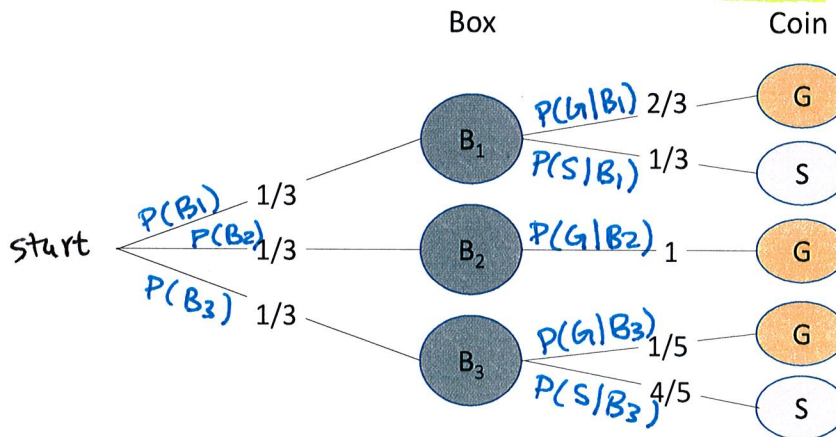 Box Coin
P(G|B1) 2/3 G
B1
P(S|B1) 1/3 S
P(B1) 1/3
start P(B2) 1/3 B2 P(G|B2) 1 G
P(B3) 1/3
P(G|B3) 1/5 G
B3
P(S|B3) 4/5 S